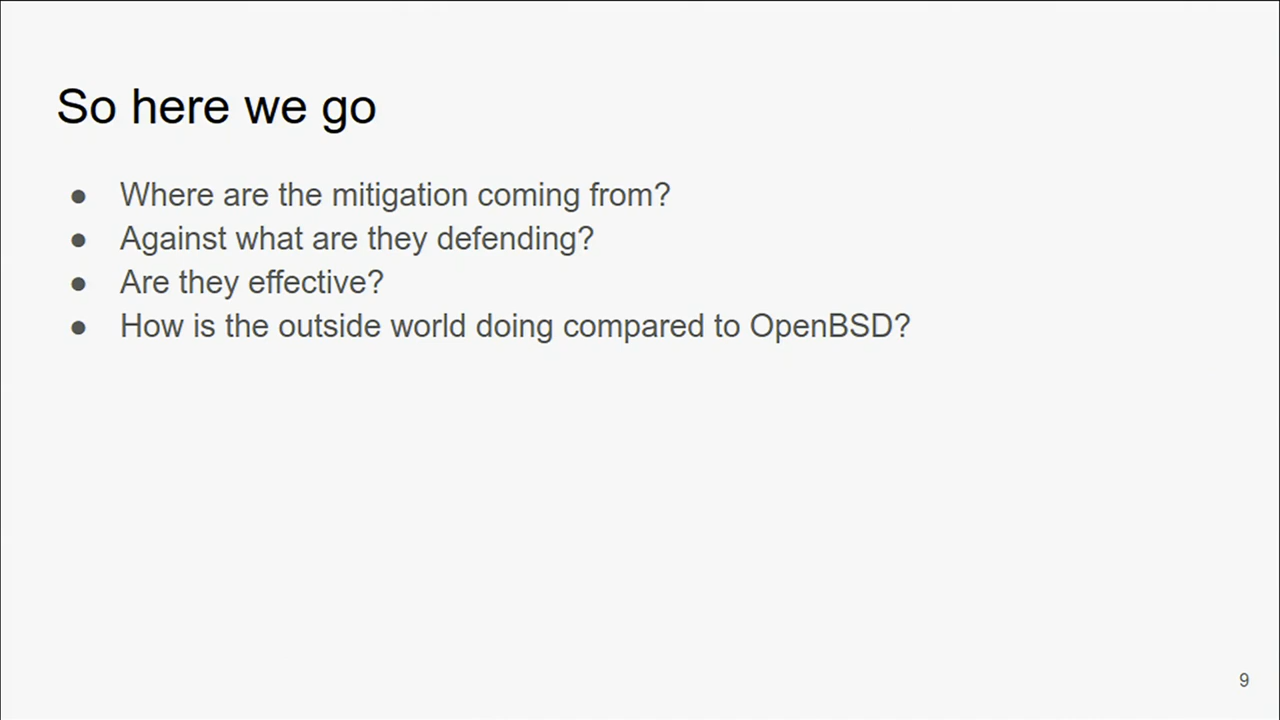 So here we go
● Where are the mitigation coming from?
● Against what are they defending?
● Are they effective?
● How is the outside world doing compared to OpenBSD?
9